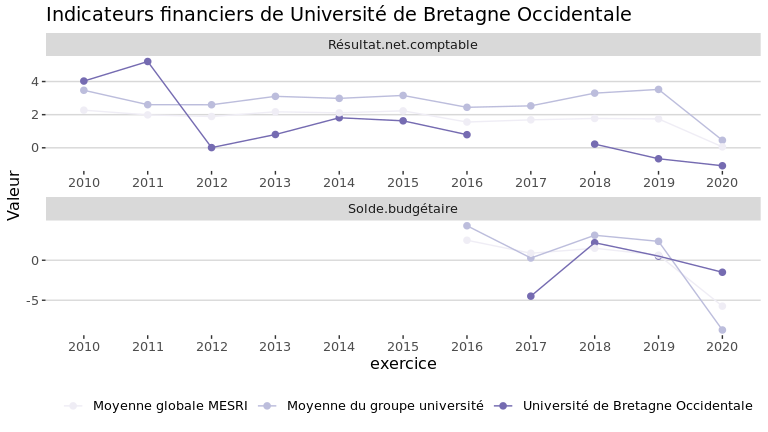 Indicateurs financiers de Université de Bretagne Occidentale
Résultat.net.comptable
4
2
0
2010 2011 2012 2013 2014 2015 2016 2017 2018 2019 2020
Valeur
Solde.budgétaire
0
-5
2010 2011 2012 2013 2014 2015 2016 2017 2018 2019 2020
exercice
Moyenne globale MESRI Moyenne du groupe université Université de Bretagne Occidentale